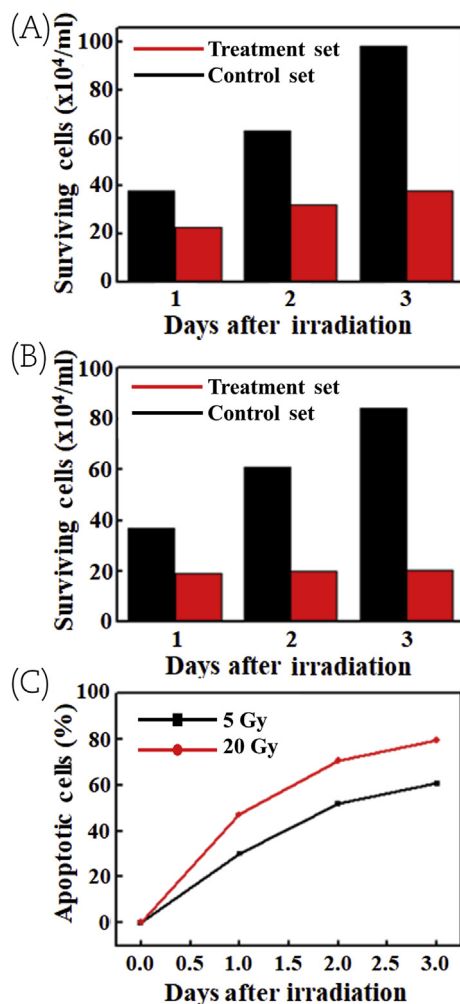 (A)
Surviving cells (x10⁴/ml)
100
80
60
40
20
0
Treatment set
Control set
1 2 3
Days after irradiation
(B)
Surviving cells (x10⁴/ml)
100
80
60
40
20
0
Treatment set
Control set
1 2 3
Days after irradiation
(C)
Apoptotic cells (%)
100
80
60
40
20
0
5 Gy
20 Gy
0.0 0.5 1.0 1.5 2.0 2.5 3.0
Days after irradiation